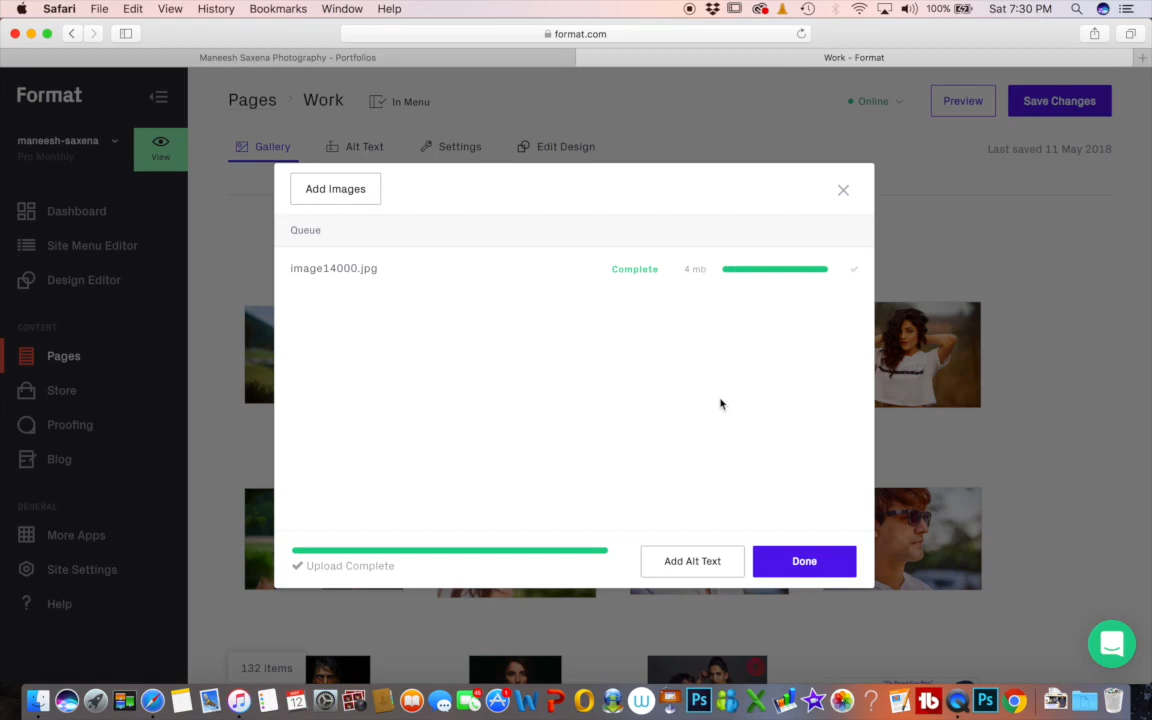 Safari File Edit View History Bookmarks Window Help 100% Sat 7:30 PM
format.com
Maneesh Saxena Photography - Portfolios Work - Format
Format
Pages Work In Menu Online Preview Save Changes
maneesh-saxena
Pro Monthly
View
Gallery Alt Text Settings Edit Design Last saved 11 May 2018
Add Images
Queue
image14000.jpg Complete 4 mb
Upload Complete
Add Alt Text Done
Dashboard
Site Menu Editor
Design Editor
CONTENT
Pages
Store
Proofing
Blog
GENERAL
More Apps
Site Settings
Help
132 items